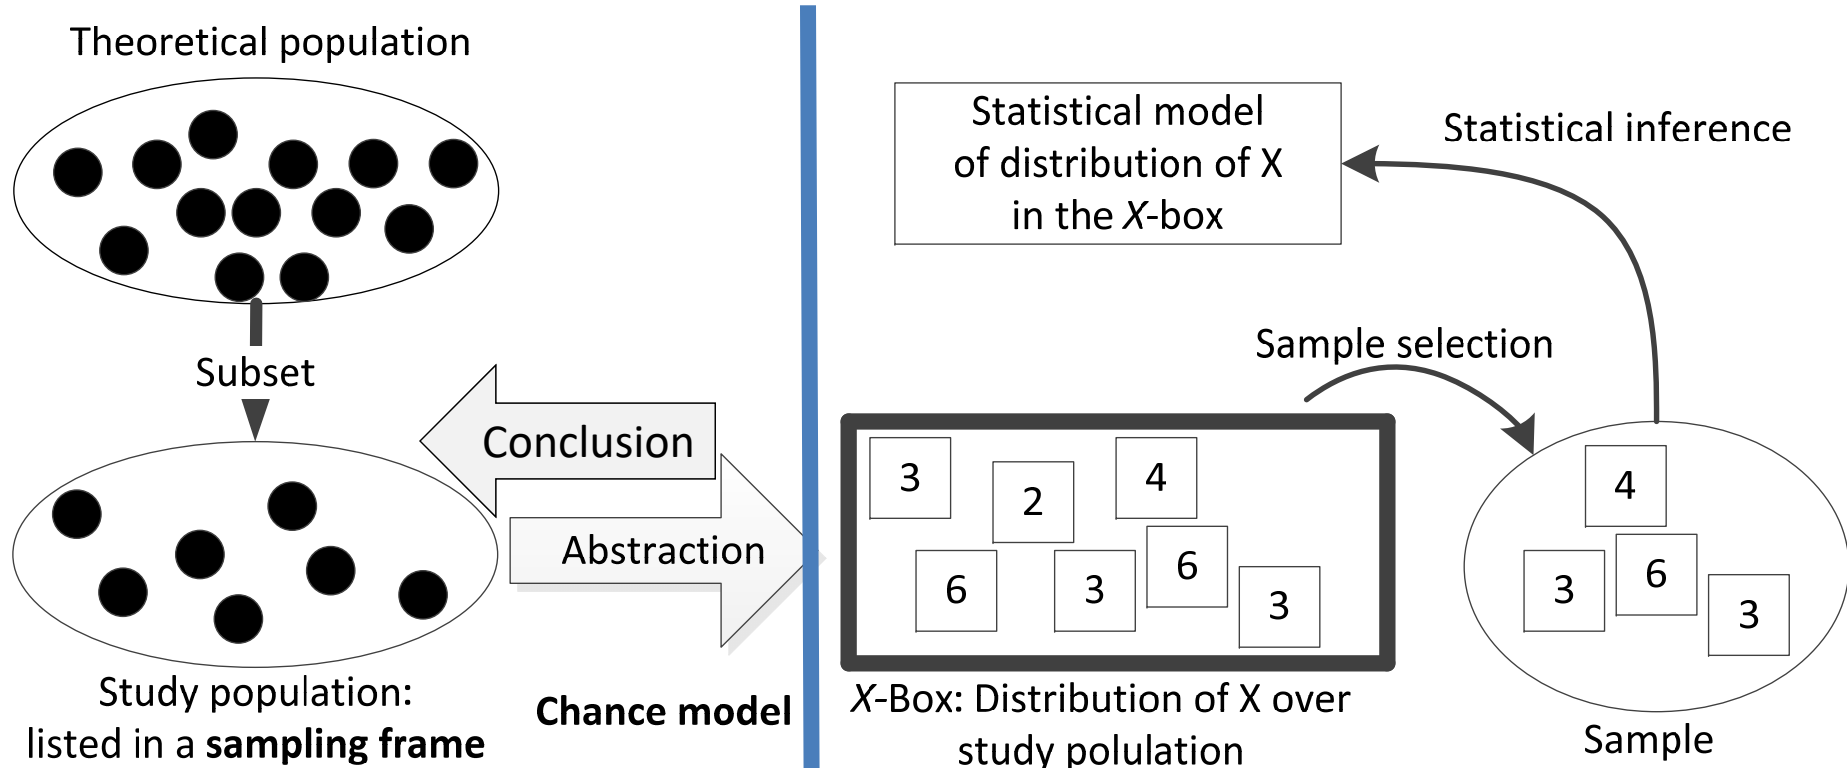 Theoretical population
Subset
Conclusion
Abstraction
Study population:
listed in a sampling frame
Chance model
Statistical model
of distribution of X
in the X-box
Statistical inference
Sample selection
3
2
4
6
3
6
3
X-Box: Distribution of X over
study polulation
4
3
6
3
Sample